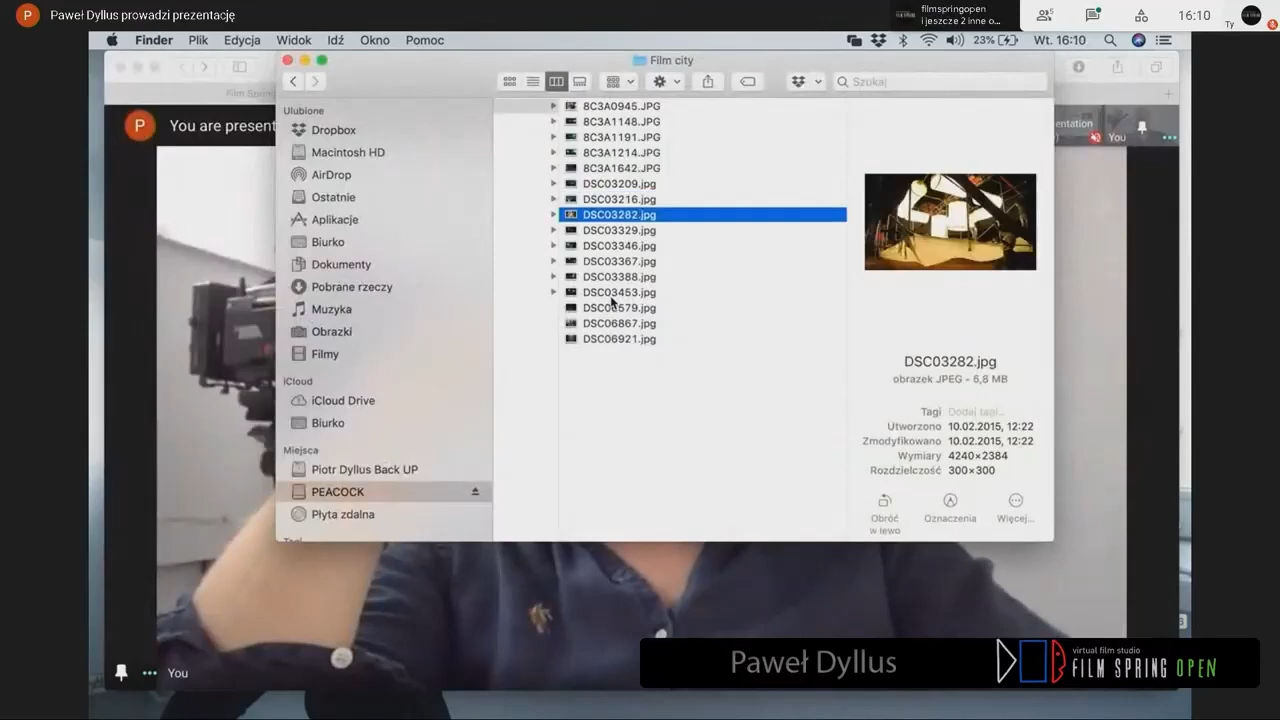 P Paweł Dyllus prowadzi prezentację
filmspringopen
i jeszcze 2 inne o...
5
16:10
Ty
Finder Plik Edycja Widok Idź Okno Pomoc
23% Wt. 16:10
Film city
Szukaj
P You are present
entation
You
Ulubione
Dropbox
Macintosh HD
AirDrop
Ostatnie
Aplikacje
Biurko
Dokumenty
Pobrane rzeczy
Muzyka
Obrazki
Filmy
iCloud
iCloud Drive
Biurko
Miejsca
Piotr Dyllus Back UP
PEACOCK
Płyta zdalna
8C3A0945.JPG
8C3A1148.JPG
8C3A1191.JPG
8C3A1214.JPG
8C3A1642.JPG
DSC03209.jpg
DSC03216.jpg
DSC03282.jpg
DSC03329.jpg
DSC03346.jpg
DSC03367.jpg
DSC03388.jpg
DSC03453.jpg
DSC06867.jpg
DSC06921.jpg
DSC03282.jpg
obrazek JPEG - 6,8 MB
Tagi Dodaj tagi...
Utworzono 10.02.2015, 12:22
Zmodyfikowano 10.02.2015, 12:22
Wymiary 4240×2384
Rozdzielczość 300×300
Obróć
w lewo
Oznaczenia
Więcej...
You
Paweł Dyllus
virtual film studio
FILM SPRING OPEN